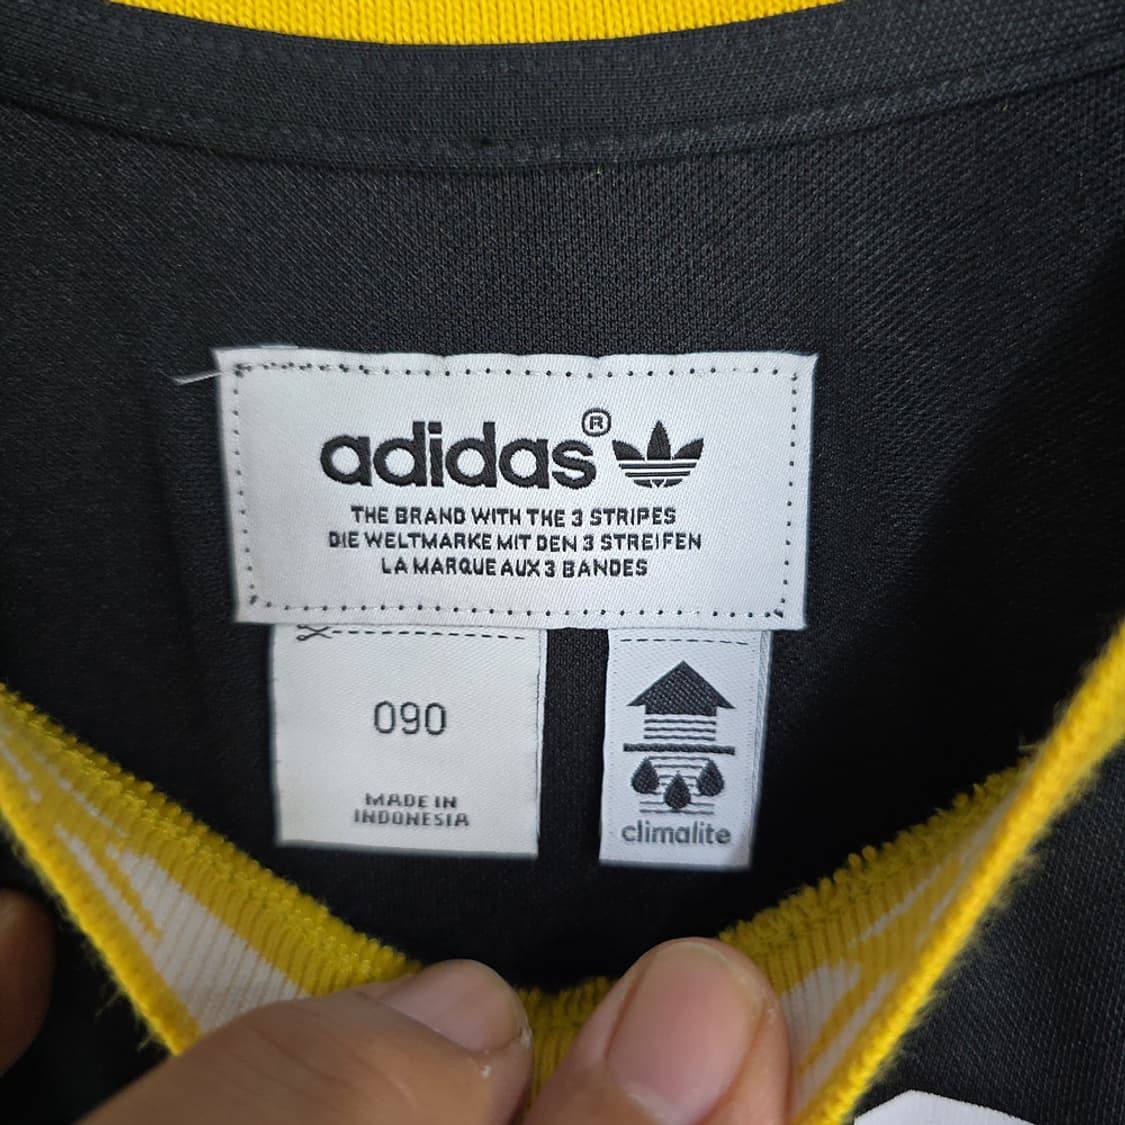 adidas®
THE BRAND WITH THE 3 STRIPES
DIE WELTMARKE MIT DEN 3 STREIFEN
LA MARQUE AUX 3 BANDES
090
MADE IN
INDONESIA
climalite